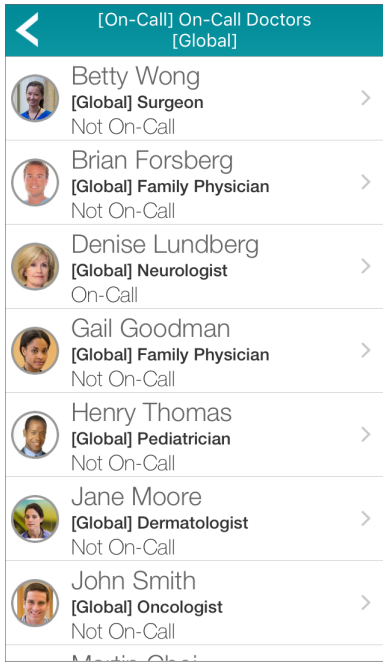 [On-Call] On-Call Doctors
[Global]
Betty Wong
[Global] Surgeon
Not On-Call
Brian Forsberg
[Global] Family Physician
Not On-Call
Denise Lundberg
[Global] Neurologist
On-Call
Gail Goodman
[Global] Family Physician
Not On-Call
Henry Thomas
[Global] Pediatrician
Not On-Call
Jane Moore
[Global] Dermatologist
Not On-Call
John Smith
[Global] Oncologist
Not On-Call